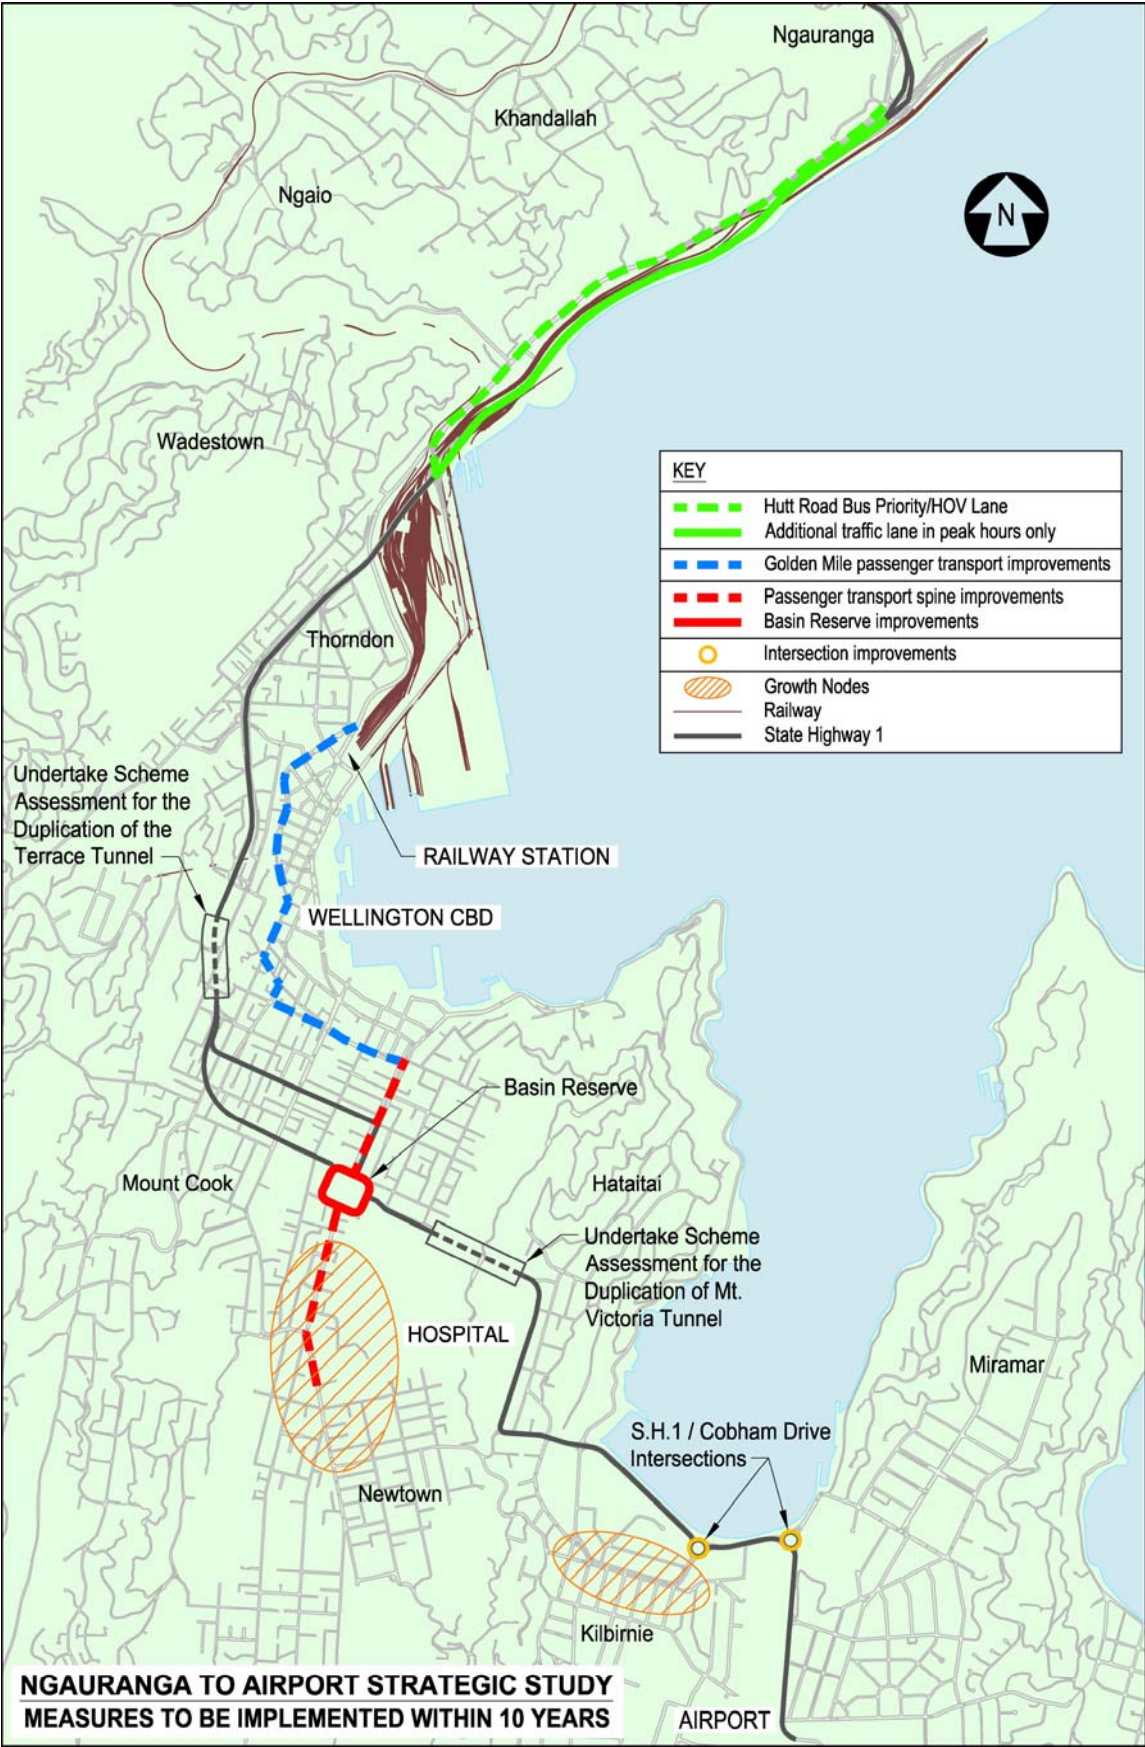 Ngauranga
Khandallah
Ngaio
N
Wadestown
KEY
Hutt Road Bus Priority/HOV Lane
Additional traffic lane in peak hours only
Golden Mile passenger transport improvements
Passenger transport spine improvements
Basin Reserve improvements
Intersection improvements
Growth Nodes
Railway
State Highway 1
Thorndon
Undertake Scheme
Assessment for the
Duplication of the
Terrace Tunnel
RAILWAY STATION
WELLINGTON CBD
Basin Reserve
Mount Cook
Hataitai
Undertake Scheme
Assessment for the
Duplication of Mt.
Victoria Tunnel
HOSPITAL
Miramar
S.H.1 / Cobham Drive
Intersections
Newtown
Kilbirnie
NGAURANGA TO AIRPORT STRATEGIC STUDY
MEASURES TO BE IMPLEMENTED WITHIN 10 YEARS
AIRPORT